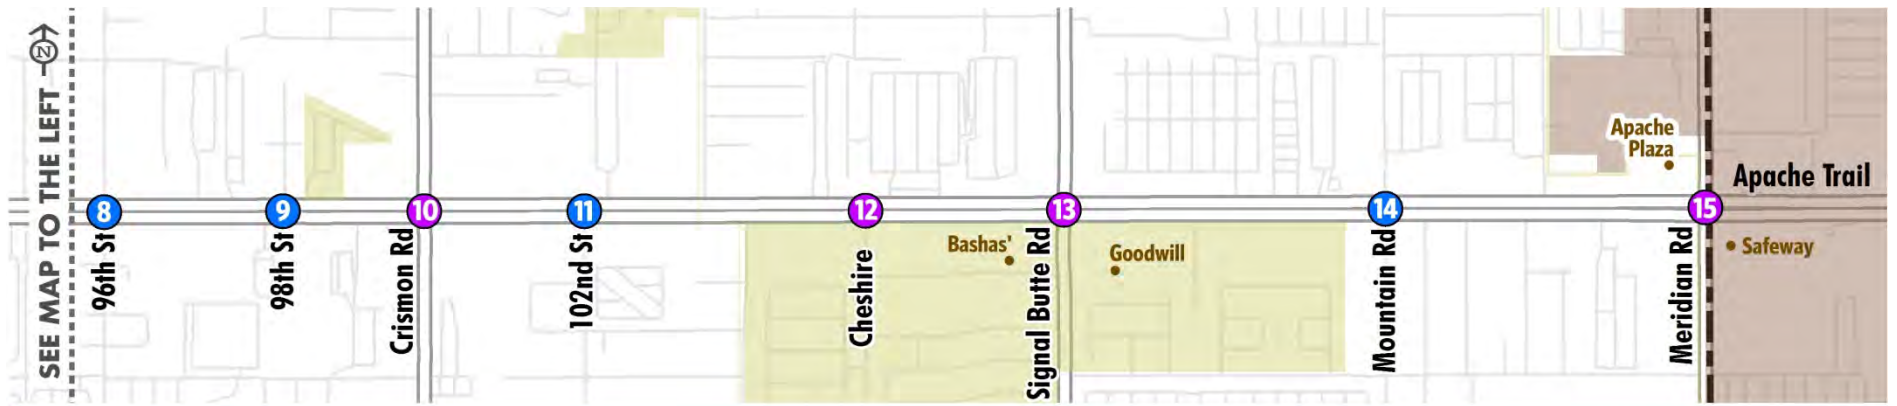 SEE MAP TO THE LEFT
N
8
96th St
9
98th St
10
Crismon Rd
11
102nd St
12
Cheshire
Bashas'
13
Signal Butte Rd
Goodwill
14
Mountain Rd
Apache
Plaza
15
Meridian Rd
Apache Trail
Safeway